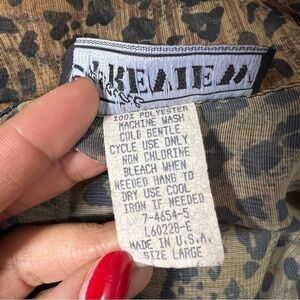 100% POLYESTER
MACHINE WASH
COLD GENTLE
CYCLE USE ONLY
NON CHLORINE
BLEACH WHEN
NEEDED HANG TO
DRY USE COOL
IRON IF NEEDED
7-4654-5
L6022B-E
MADE IN U.S.A.
SIZE LARGE